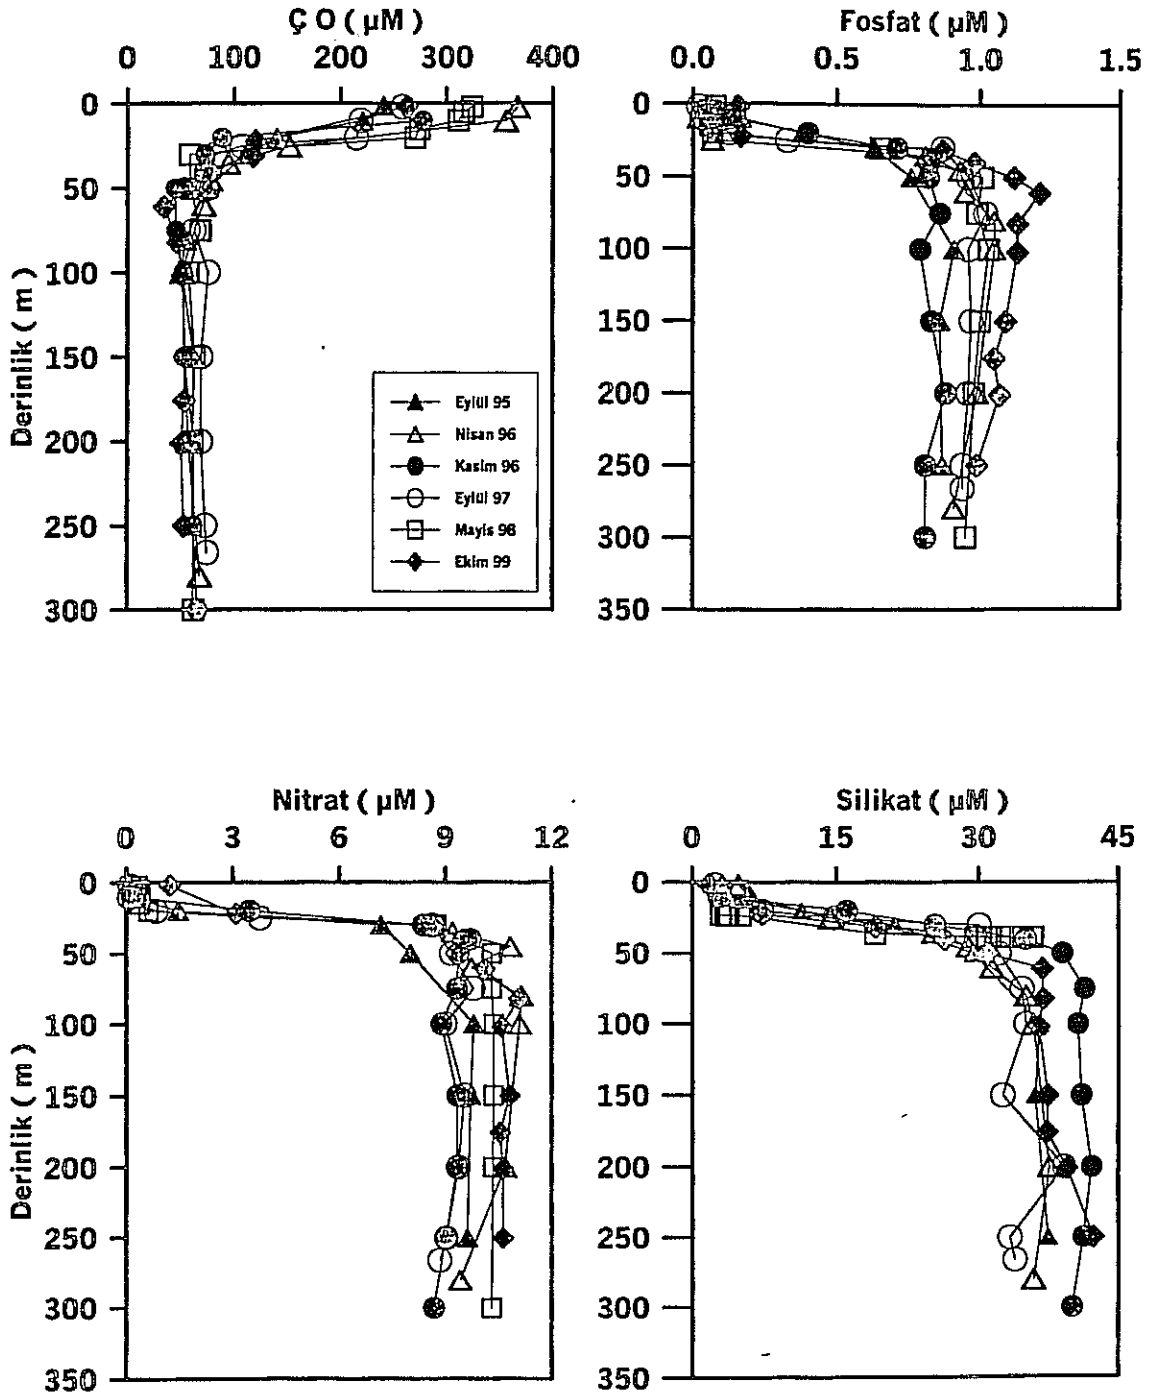 Ç O ( µM )
0 100 200 300 400
0
50
100
150
200
250
300
Derinlik ( m )
Eylül 95
Nisan 96
Kasim 96
Eylül 97
Mayis 98
Ekim 99
Fosfat ( µM )
0.0 0.5 1.0 1.5
0
50
100
150
200
250
300
350
Nitrat ( µM )
0 3 6 9 12
0
50
100
150
200
250
300
350
Derinlik ( m )
Silikat ( µM )
0 15 30 45
0
50
100
150
200
250
300
350